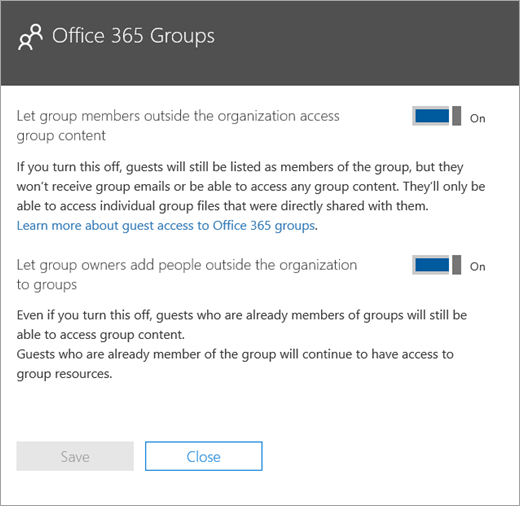 Office 365 Groups
Let group members outside the organization access On
group content
If you turn this off, guests will still be listed as members of the group, but they
won't receive group emails or be able to access any group content. They'll only be
able to access individual group files that were directly shared with them.
Learn more about guest access to Office 365 groups.
Let group owners add people outside the organization On
to groups
Even if you turn this off, guests who are already members of groups will still be
able to access group content.
Guests who are already member of the group will continue to have access to
group resources.
Save Close